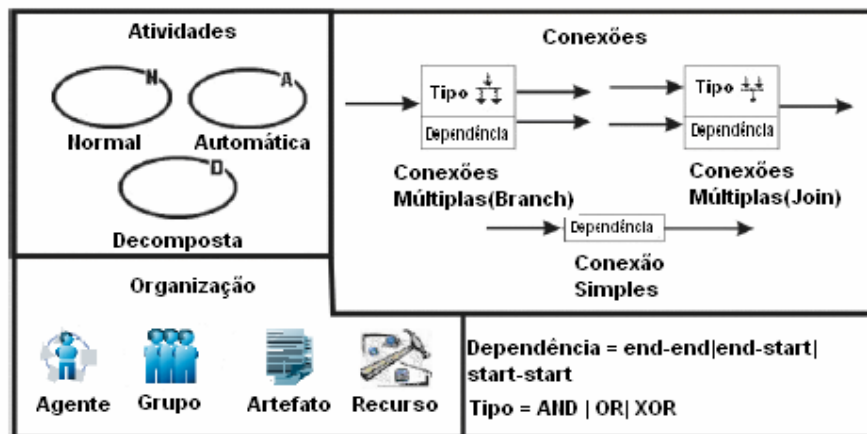 Atividades
N
A
Normal
Automática
D
Decomposta
Conexões
Tipo
Dependência
Tipo
Dependência
Conexões
Múltiplas(Branch)
Conexões
Múltiplas(Join)
Dependência
Conexão
Simples
Organização
Agente
Grupo
Artefato
Recurso
Dependência = end-end|end-start|
start-start
Tipo = AND | OR| XOR